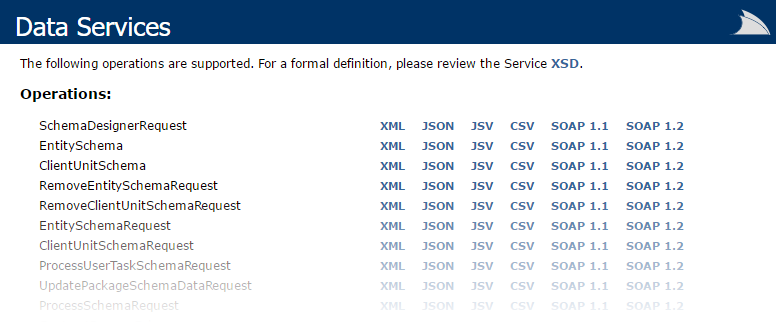 Data Services
The following operations are supported. For a formal definition, please review the Service XSD.
Operations:
SchemaDesignerRequest XML JSON JSV CSV SOAP 1.1 SOAP 1.2
EntitySchema XML JSON JSV CSV SOAP 1.1 SOAP 1.2
ClientUnitSchema XML JSON JSV CSV SOAP 1.1 SOAP 1.2
RemoveEntitySchemaRequest XML JSON JSV CSV SOAP 1.1 SOAP 1.2
RemoveClientUnitSchemaRequest XML JSON JSV CSV SOAP 1.1 SOAP 1.2
EntitySchemaRequest XML JSON JSV CSV SOAP 1.1 SOAP 1.2
ClientUnitSchemaRequest XML JSON JSV CSV SOAP 1.1 SOAP 1.2
ProcessUserTaskSchemaRequest XML JSON JSV CSV SOAP 1.1 SOAP 1.2
UpdatePackageSchemaDataRequest XML JSON JSV CSV SOAP 1.1 SOAP 1.2
ProcessSchemaRequest XML JSON JSV CSV SOAP 1.1 SOAP 1.2